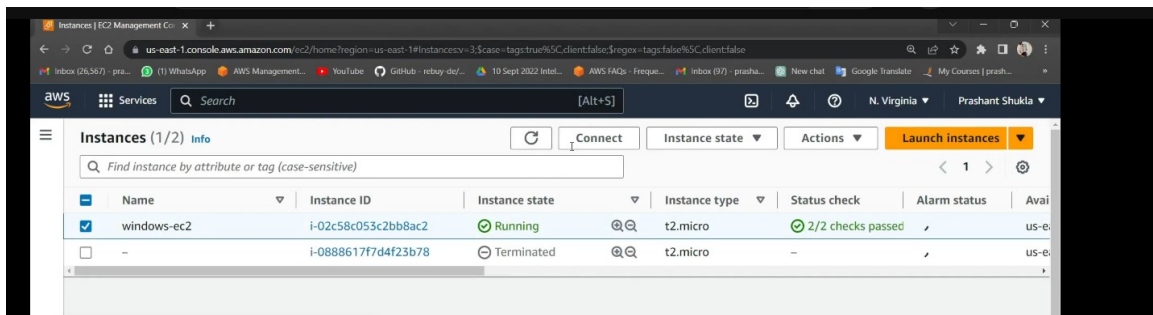 Instances | EC2 Management Co
us-east-1.console.aws.amazon.com/ec2/home?region=us-east-1#Instances:v=3;$case=tags:true%5C,client:false;$regex=tags:false%5C,client:false
Inbox (26,567) - pra... (1) WhatsApp AWS Management... YouTube GitHub - rebuy-de/... 10 Sept 2022 Intel... AWS FAQs - Freque... Inbox (97) - prasha... New chat Google Translate My Courses | prash... »
aws Services Search [Alt+S] N. Virginia Prashant Shukla
Instances (1/2) Info Connect Instance state Actions Launch instances
Find instance by attribute or tag (case-sensitive) 1
Name Instance ID Instance state Instance type Status check Alarm status Avai
windows-ec2 i-02c58c053c2bb8ac2 Running t2.micro 2/2 checks passed us-ea
– i-0888617f7d4f23b78 Terminated t2.micro – us-ea